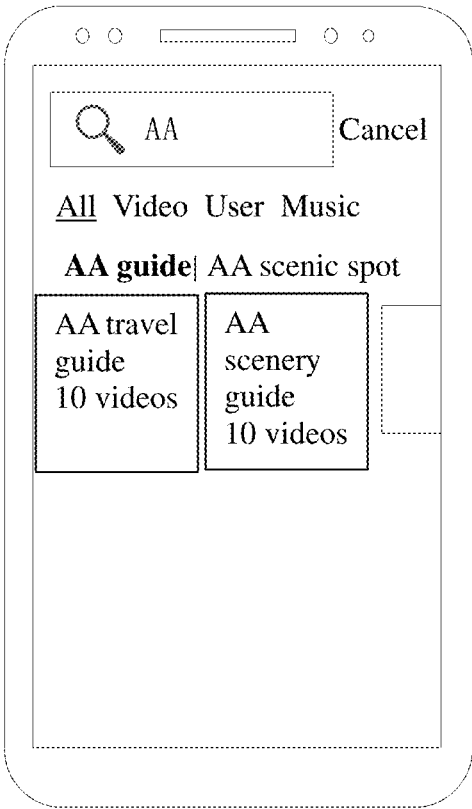 AA
Cancel
All Video User Music
AA guide AA scenic spot
AA travel
guide
10 videos
AA
scenery
guide
10 videos